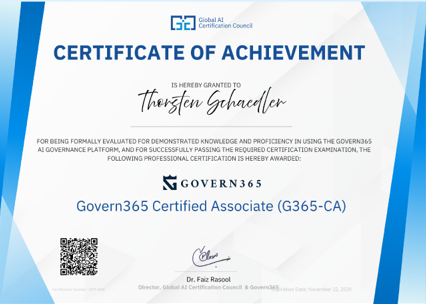 Global AI
Certification Council
CERTIFICATE OF ACHIEVEMENT
IS HEREBY GRANTED TO
Thorsten Schaedler
FOR BEING FORMALLY EVALUATED FOR DEMONSTRATED KNOWLEDGE AND PROFICIENCY IN USING THE GOVERN365
AI GOVERNANCE PLATFORM, AND FOR SUCCESSFULLY PASSING THE REQUIRED CERTIFICATION EXAMINATION, THE
FOLLOWING PROFESSIONAL CERTIFICATION IS HEREBY AWARDED:
GOVERN365
Govern365 Certified Associate (G365-CA)
Dr. Faiz Rasool
Director, Global AI Certification Council & Govern365